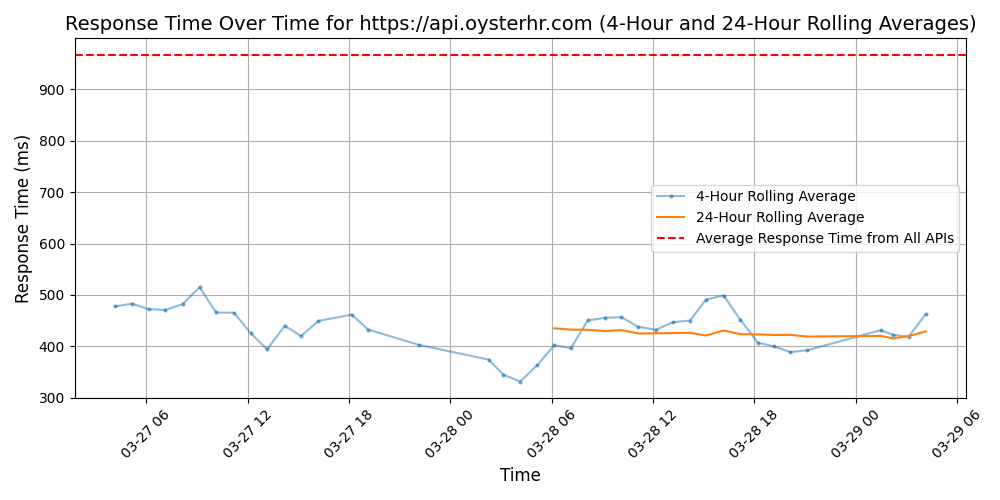 Response Time Over Time for https://api.oysterhr.com (4-Hour and 24-Hour Rolling Averages)
Response Time (ms)
900
800
700
600
500
400
300
4-Hour Rolling Average
24-Hour Rolling Average
Average Response Time from All APIs
03-27 06
03-27 12
03-27 18
03-28 00
03-28 06
03-28 12
03-28 18
03-29 00
03-29 06
Time